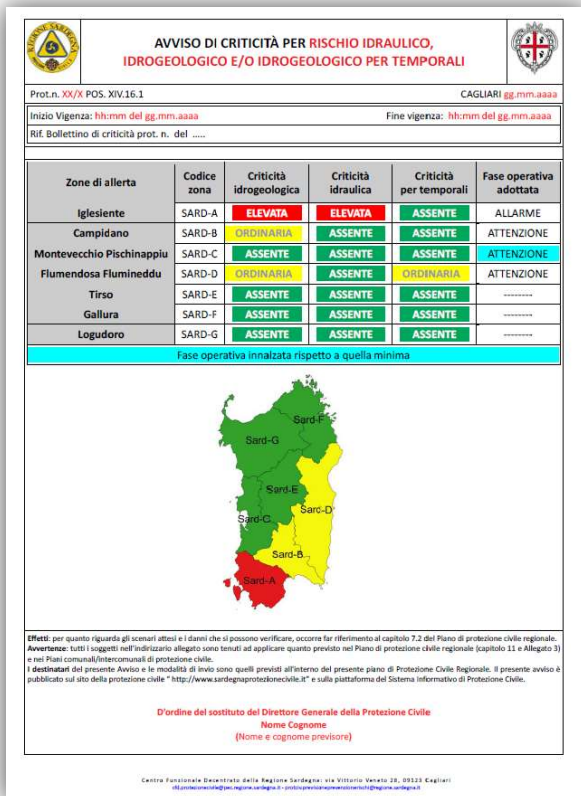 AVVISO DI CRITICITÀ PER RISCHIO IDRAULICO,
IDROGEOLOGICO E/O IDROGEOLOGICO PER TEMPORALI
REGIONE SARDEGNA
Prot.n. XX/X POS. XIV.16.1 CAGLIARI gg.mm.aaaa
Inizio Vigenza: hh:mm del gg.mm.aaaa Fine vigenza: hh:mm del gg.mm.aaaa
Rif. Bollettino di criticità prot. n. del .....
Zone di allerta Codice zona Criticità idrogeologica Criticità idraulica Criticità per temporali Fase operativa adottata
Iglesiente SARD-A ELEVATA ELEVATA ASSENTE ALLARME
Campidano SARD-B ORDINARIA ASSENTE ASSENTE ATTENZIONE
Montevecchio Pischinappiu SARD-C ASSENTE ASSENTE ASSENTE ATTENZIONE
Flumendosa Flumineddu SARD-D ORDINARIA ASSENTE ORDINARIA ATTENZIONE
Tirso SARD-E ASSENTE ASSENTE ASSENTE --------
Gallura SARD-F ASSENTE ASSENTE ASSENTE --------
Logudoro SARD-G ASSENTE ASSENTE ASSENTE --------
Fase operativa innalzata rispetto a quella minima
Sard-F
Sard-G
Sard-E
Sard-D
Sard-C
Sard-B
Sard-A
Effetti: per quanto riguarda gli scenari attesi e i danni che si possono verificare, occorre far riferimento al capitolo 7.2 del Piano di protezione civile regionale.
Avvertenze: tutti i soggetti nell'indirizzario allegato sono tenuti ad applicare quanto previsto nel Piano di protezione civile regionale (capitolo 11 e Allegato 3)
e nei Piani comunali/intercomunali di protezione civile.
I destinatari del presente Avviso e le modalità di invio sono quelli previsti all'interno del presente piano di Protezione Civile Regionale. Il presente avviso è
pubblicato sul sito della protezione civile " http://www.sardegnaprotezionecivile.it" e sulla piattaforma del Sistema Informativo di Protezione Civile.
D'ordine del sostituto del Direttore Generale della Protezione Civile
Nome Cognome
(Nome e cognome previsore)
Centro Funzionale Decentrato della Regione Sardegna: via Vittorio Veneto 28, 09123 Cagliari